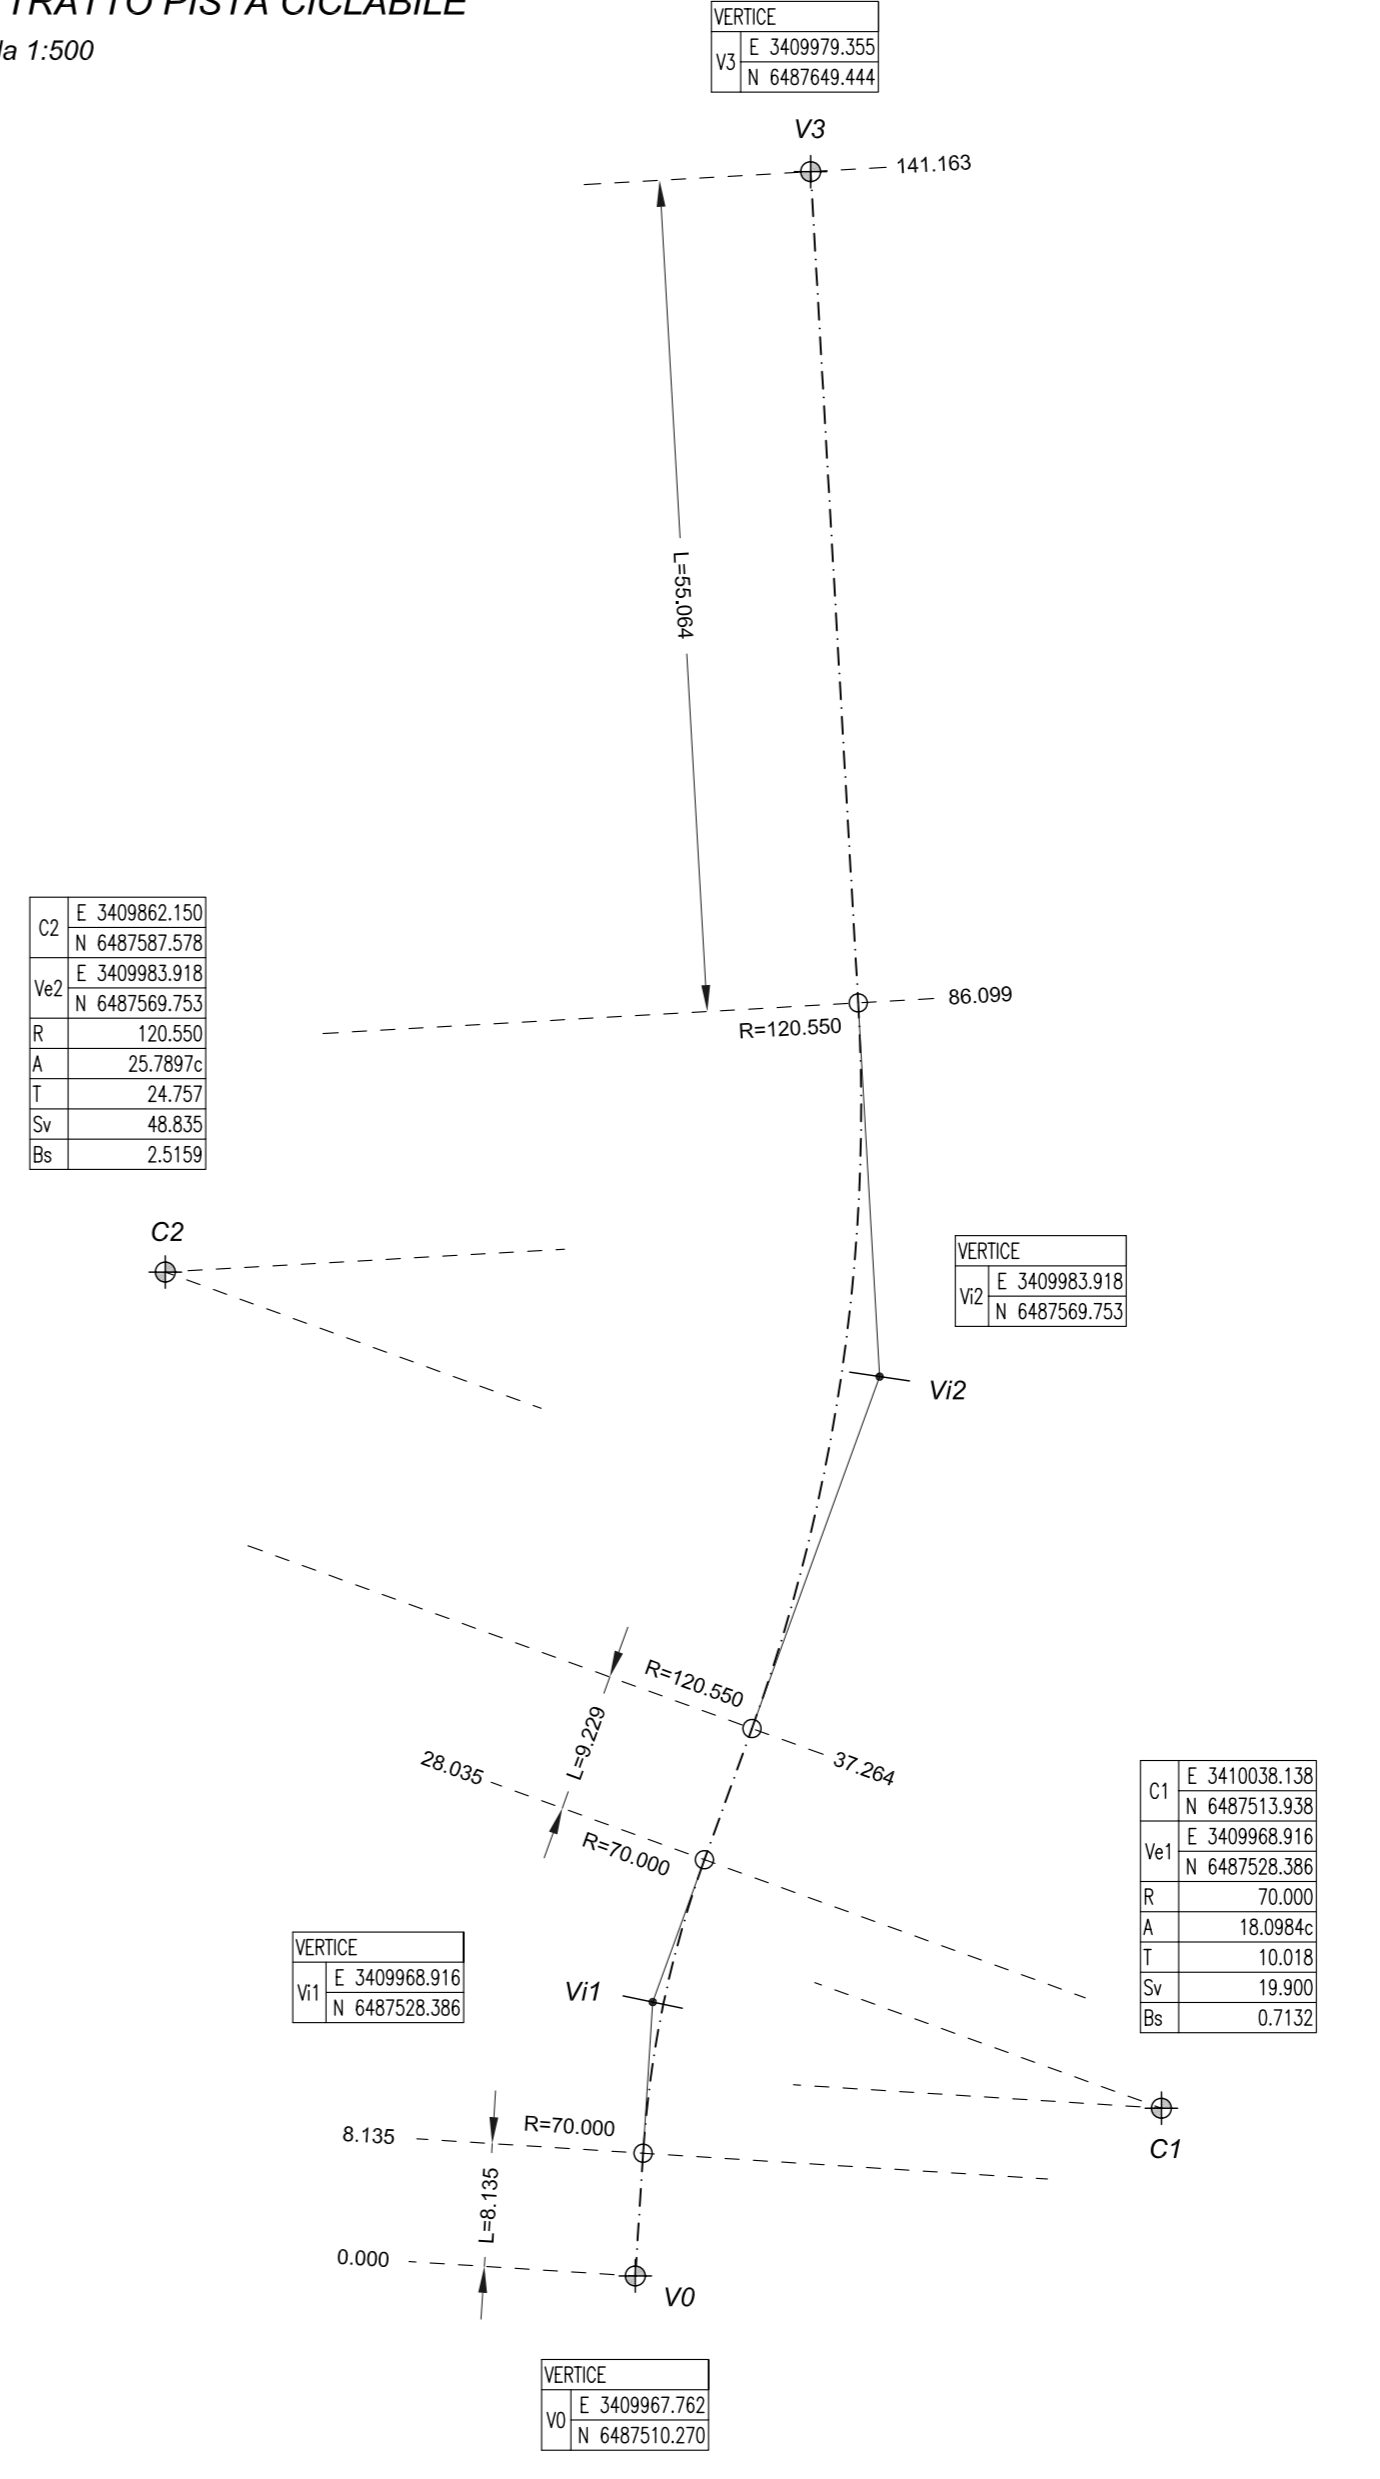 TRATTO PISTA CICLABILE
la 1:500
VERTICE
V3
E 3409979.355
N 6487649.444
V3
141.163
L=55.064
C2
E 3409862.150
N 6487587.578
Ve2
E 3409983.918
N 6487569.753
R 120.550
A 25.7897c
T 24.757
Sv 48.835
Bs 2.5159
86.099
R=120.550
C2
VERTICE
Vi2
E 3409983.918
N 6487569.753
Vi2
R=120.550
L=9.229
37.264
28.035
R=70.000
C1
E 3410038.138
N 6487513.938
Ve1
E 3409968.916
N 6487528.386
R 70.000
A 18.0984c
T 10.018
Sv 19.900
Bs 0.7132
VERTICE
Vi1
E 3409968.916
N 6487528.386
Vi1
R=70.000
8.135
C1
L=8.135
0.000
V0
VERTICE
V0
E 3409967.762
N 6487510.270